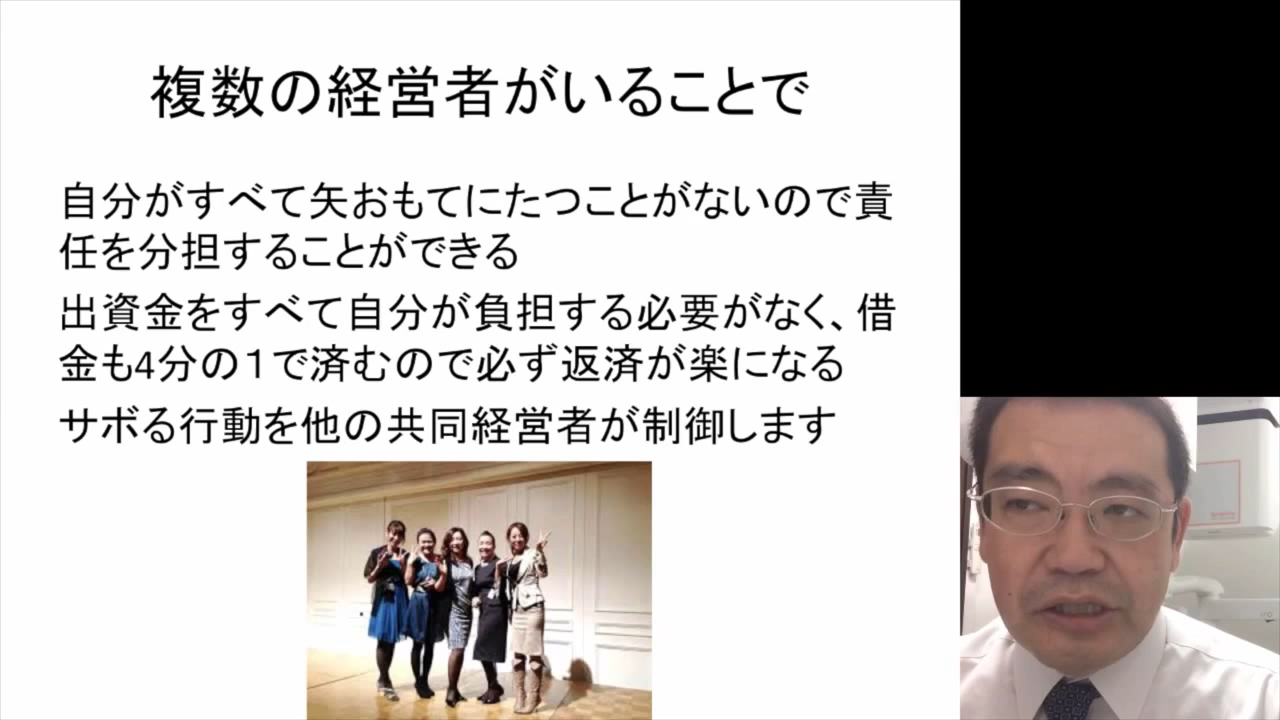 複数の経営者がいることで
自分がすべて矢おもてにたつことがないので責
任を分担することができる
出資金をすべて自分が負担する必要がなく、借
金も4分の１で済むので必ず返済が楽になる
サボる行動を他の共同経営者が制御します